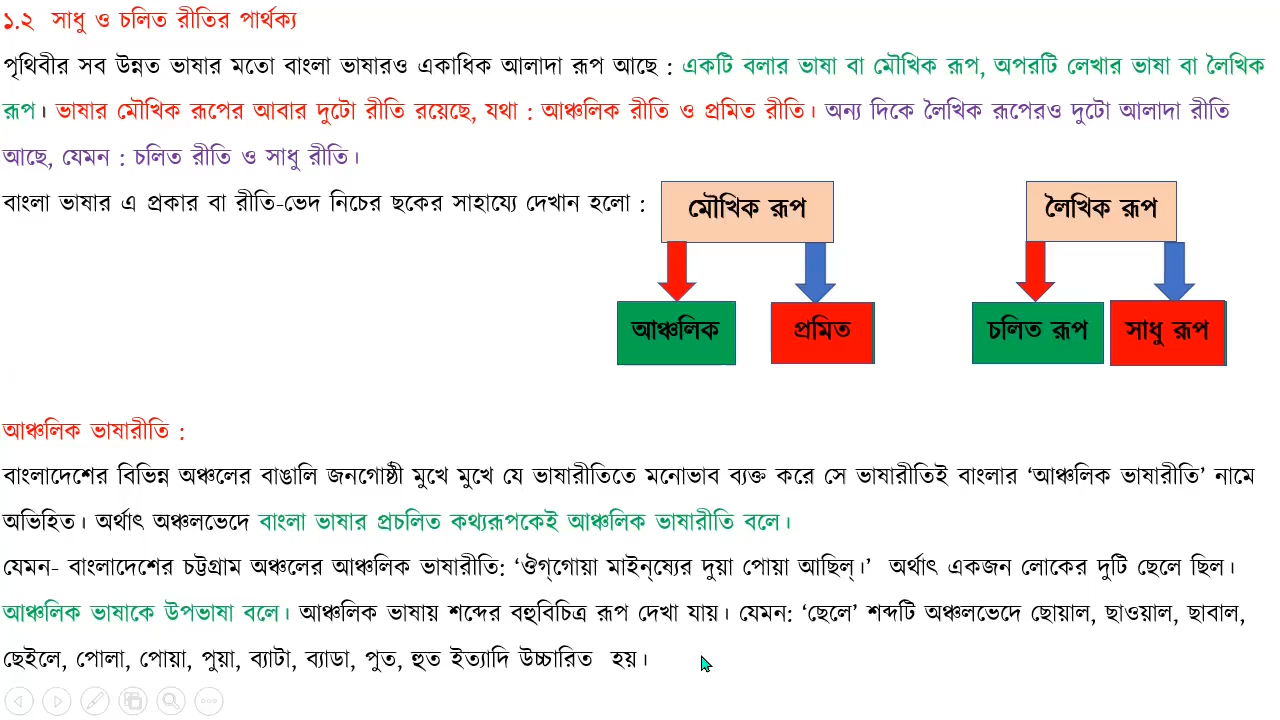 ১.২ সাধু ও চলিত রীতির পার্থক্য
পৃথিবীর সব উন্নত ভাষার মতো বাংলা ভাষারও একাধিক আলাদা রূপ আছে : একটি বলার ভাষা বা মৌখিক রূপ, অপরটি লেখার ভাষা বা লৈখিক
রূপ। ভাষার মৌখিক রূপের আবার দুটো রীতি রয়েছে, যথা : আঞ্চলিক রীতি ও প্রমিত রীতি। অন্য দিকে লৈখিক রূপেরও দুটো আলাদা রীতি
আছে, যেমন : চলিত রীতি ও সাধু রীতি।
বাংলা ভাষার এ প্রকার বা রীতি-ভেদ নিচের ছকের সাহায্যে দেখান হলো :
মৌখিক রূপ
লৈখিক রূপ
আঞ্চলিক
প্রমিত
চলিত রূপ
সাধু রূপ
আঞ্চলিক ভাষারীতি :
বাংলাদেশের বিভিন্ন অঞ্চলের বাঙালি জনগোষ্ঠী মুখে মুখে যে ভাষারীতিতে মনোভাব ব্যক্ত করে সে ভাষারীতিই বাংলার ‘আঞ্চলিক ভাষারীতি’ নামে
অভিহিত। অর্থাৎ অঞ্চলভেদে বাংলা ভাষার প্রচলিত কথ্যরূপকেই আঞ্চলিক ভাষারীতি বলে।
যেমন- বাংলাদেশের চট্টগ্রাম অঞ্চলের আঞ্চলিক ভাষারীতি: ‘ঔগ্‌গোয়া মাইন্‌ষ্যের দুয়া পোয়া আছিল্‌।’ অর্থাৎ একজন লোকের দুটি ছেলে ছিল।
আঞ্চলিক ভাষাকে উপভাষা বলে। আঞ্চলিক ভাষায় শব্দের বহুবিচিত্র রূপ দেখা যায়। যেমন: ‘ছেলে’ শব্দটি অঞ্চলভেদে ছোয়াল, ছাওয়াল, ছাবাল,
ছেইলে, পোলা, পোয়া, পুয়া, ব্যাটা, ব্যাডা, পুত, হুত ইত্যাদি উচ্চারিত হয়।